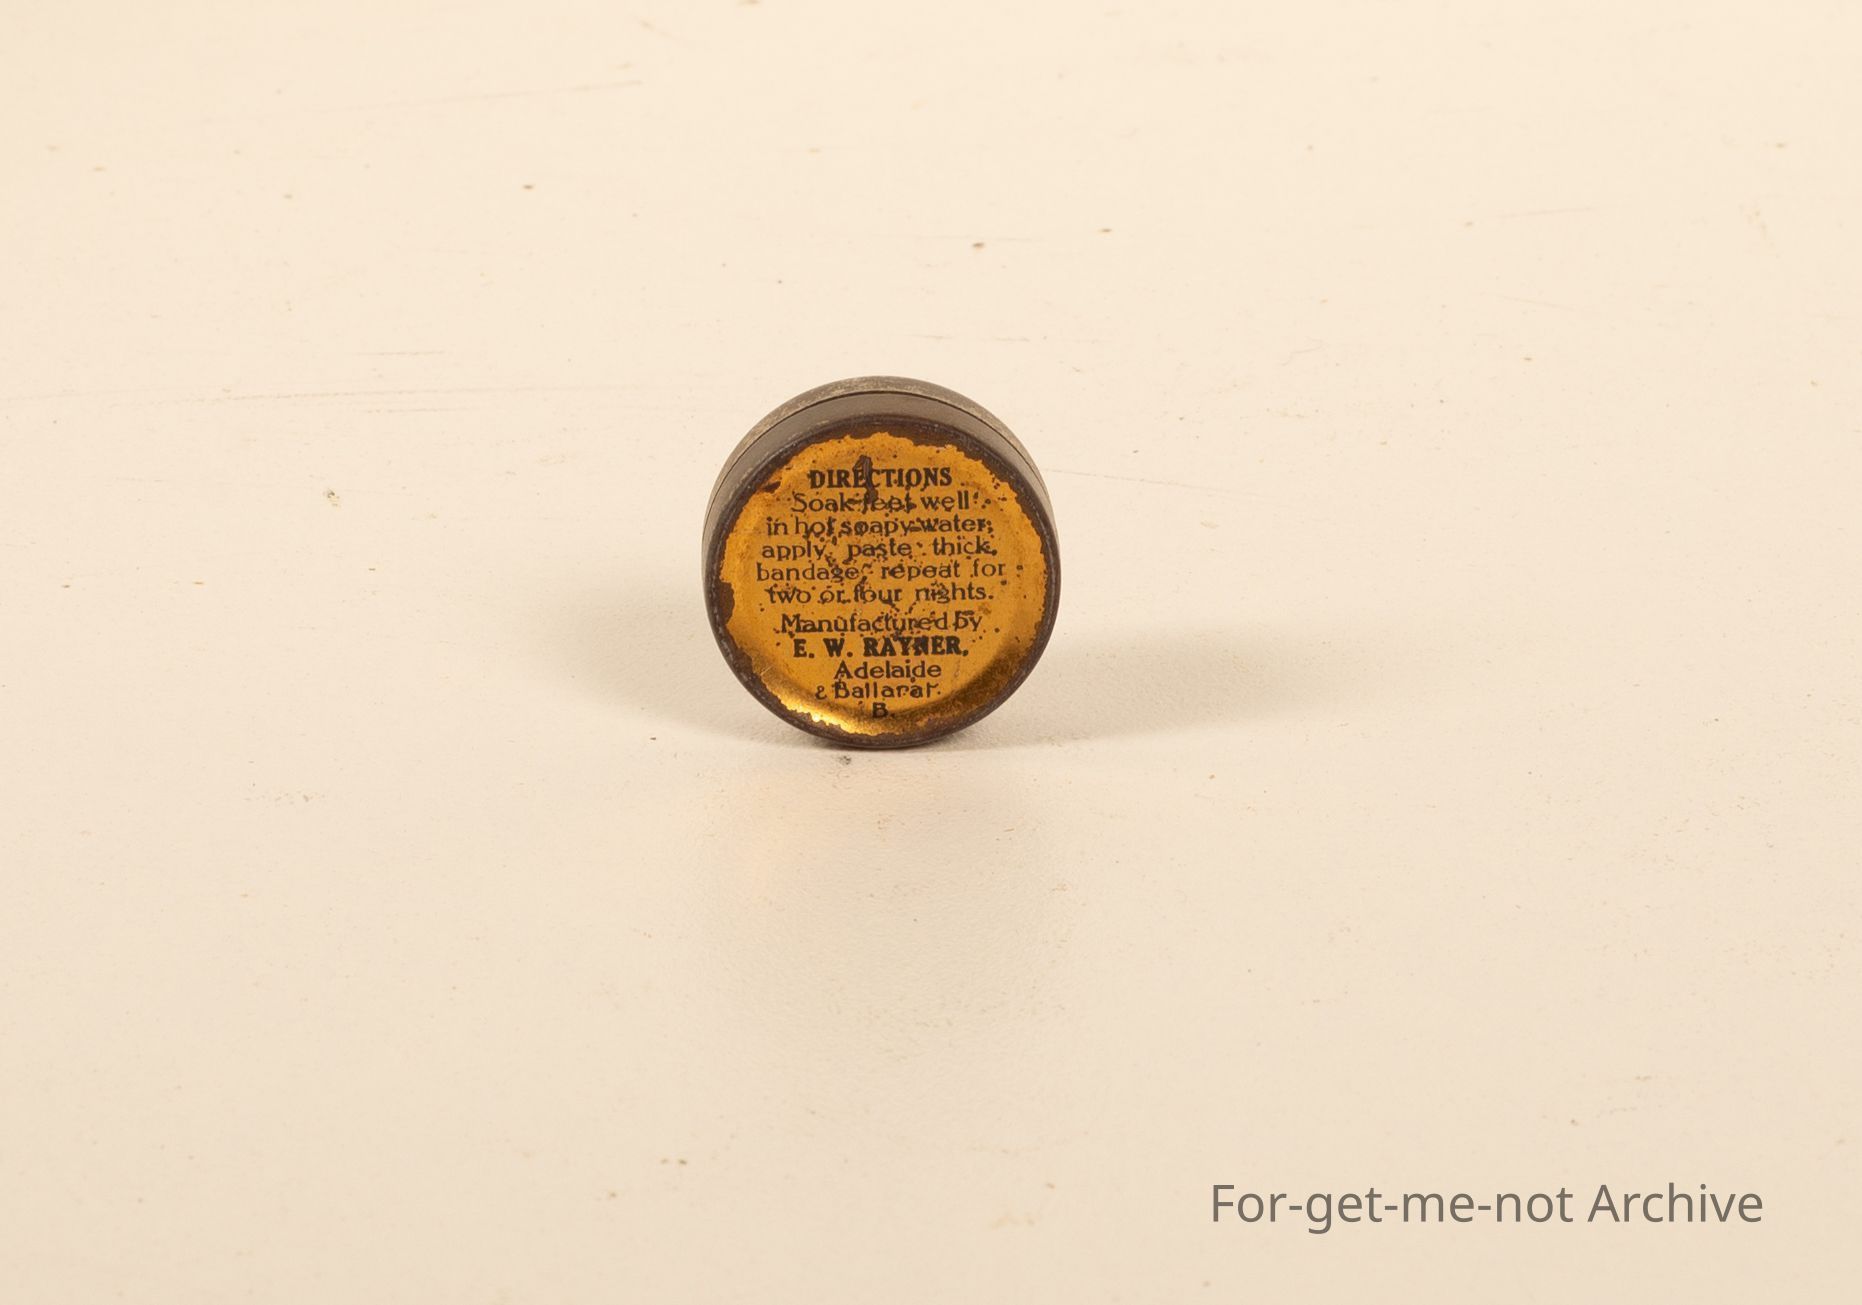 DIRECTIONS
Soak feet well
in hot soapy water;
apply paste thick,
bandage, repeat for
two or four nights.
Manufactured by
E. W. RAYNER,
Adelaide
& Ballarat.
B.
For-get-me-not Archive